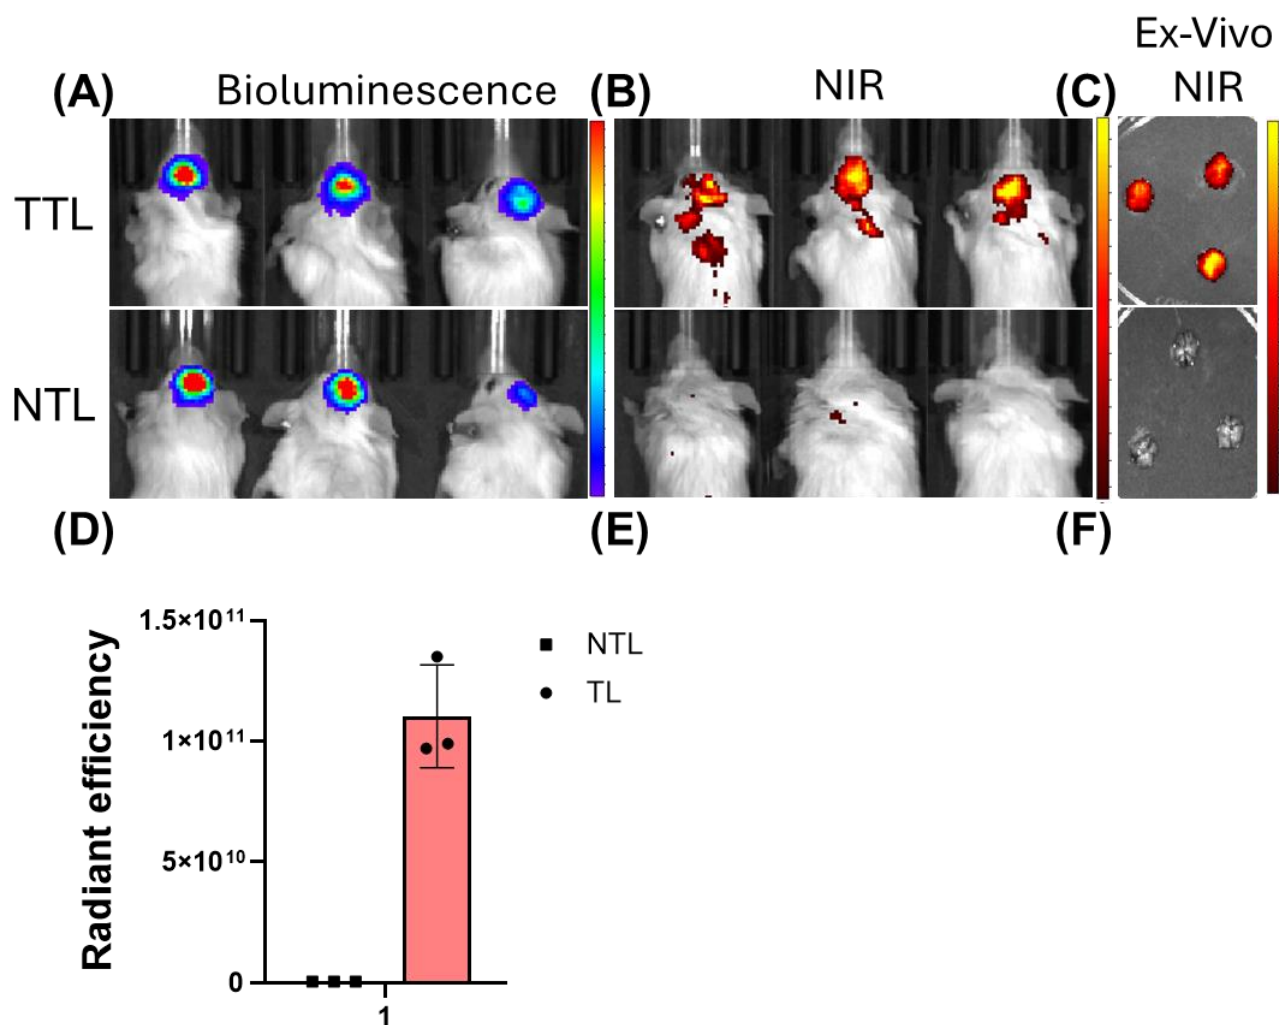 Ex-Vivo
(A) Bioluminescence (B) NIR (C) NIR
TTL
NTL
(D) (E) (F)
Radiant efficiency
1.5×10¹¹
1×10¹¹
5×10¹⁰
0
1
NTL
TL